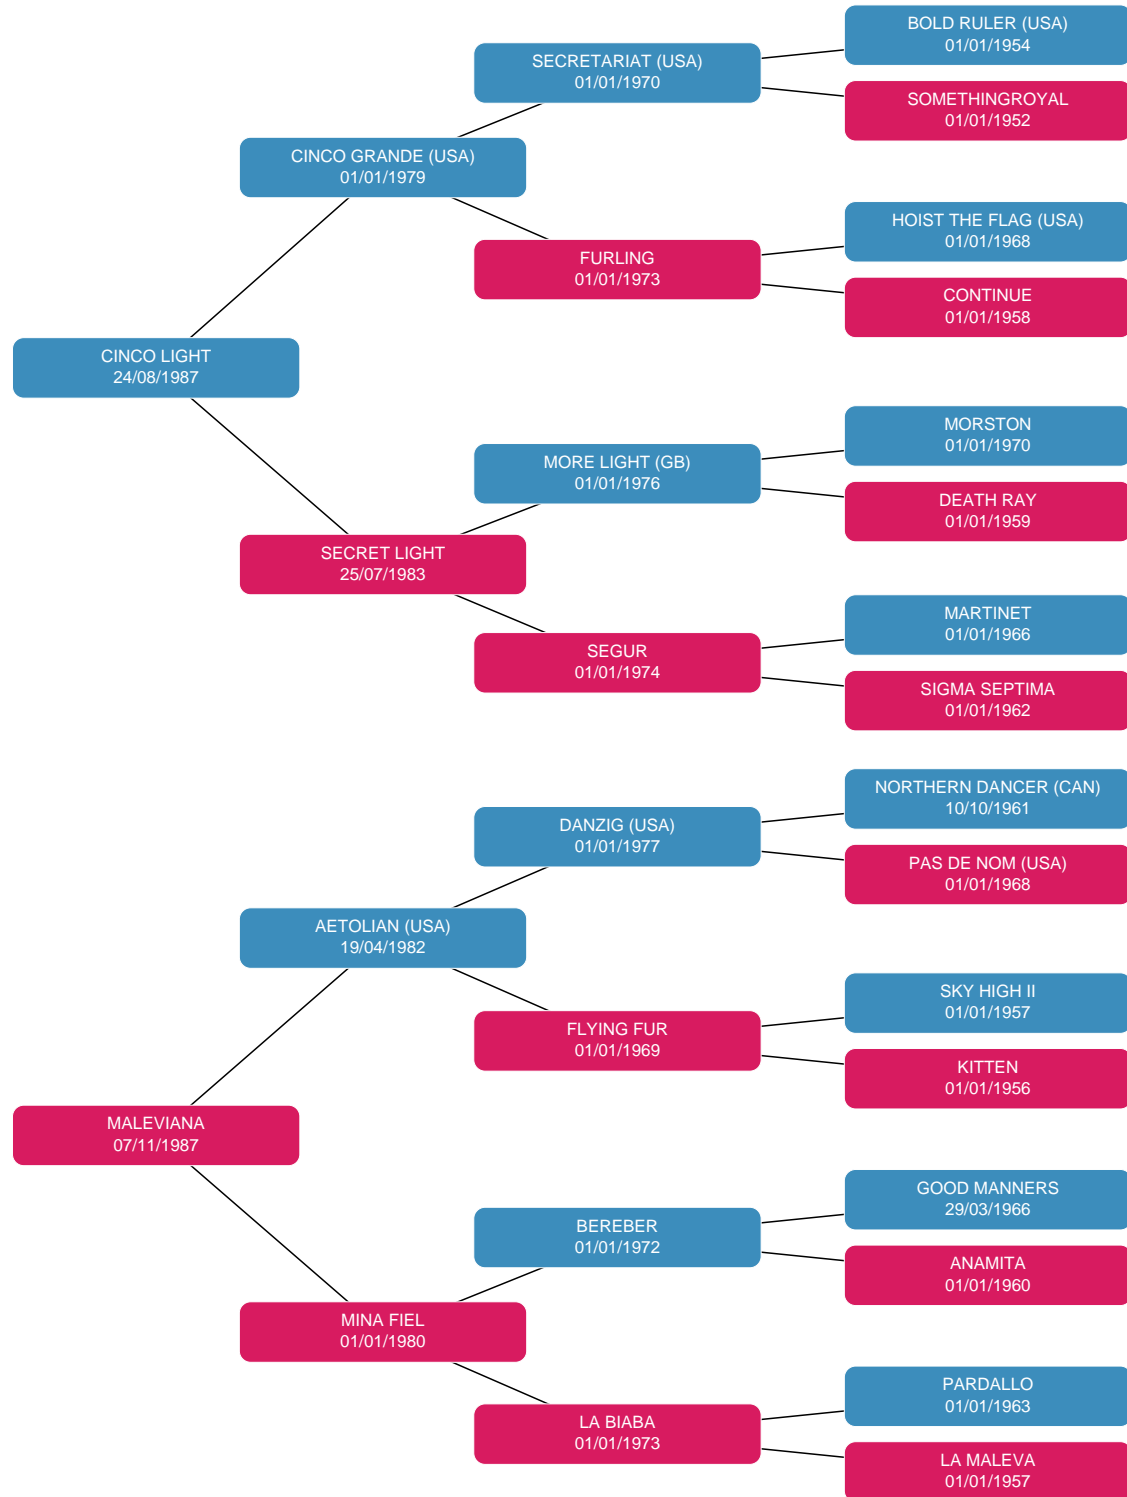 BOLD RULER (USA)
01/01/1954
SECRETARIAT (USA)
01/01/1970
SOMETHINGROYAL
01/01/1952
CINCO GRANDE (USA)
01/01/1979
HOIST THE FLAG (USA)
01/01/1968
FURLING
01/01/1973
CONTINUE
01/01/1958
CINCO LIGHT
24/08/1987
MORSTON
01/01/1970
MORE LIGHT (GB)
01/01/1976
DEATH RAY
01/01/1959
SECRET LIGHT
25/07/1983
MARTINET
01/01/1966
SEGUR
01/01/1974
SIGMA SEPTIMA
01/01/1962
NORTHERN DANCER (CAN)
10/10/1961
DANZIG (USA)
01/01/1977
PAS DE NOM (USA)
01/01/1968
AETOLIAN (USA)
19/04/1982
SKY HIGH II
01/01/1957
FLYING FUR
01/01/1969
KITTEN
01/01/1956
MALEVIANA
07/11/1987
GOOD MANNERS
29/03/1966
BEREBER
01/01/1972
ANAMITA
01/01/1960
MINA FIEL
01/01/1980
PARDALLO
01/01/1963
LA BIABA
01/01/1973
LA MALEVA
01/01/1957